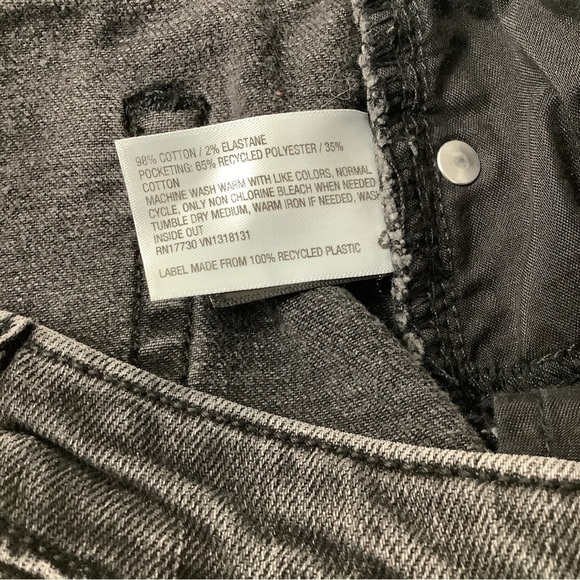 98% COTTON / 2% ELASTANE
POCKETING: 65% RECYCLED POLYESTER / 35%
COTTON
MACHINE WASH WARM WITH LIKE COLORS, NORMAL
CYCLE, ONLY NON CHLORINE BLEACH WHEN NEEDED
TUMBLE DRY MEDIUM, WARM IRON IF NEEDED, WASH
INSIDE OUT
RN17730 VN1318131
LABEL MADE FROM 100% RECYCLED PLASTIC